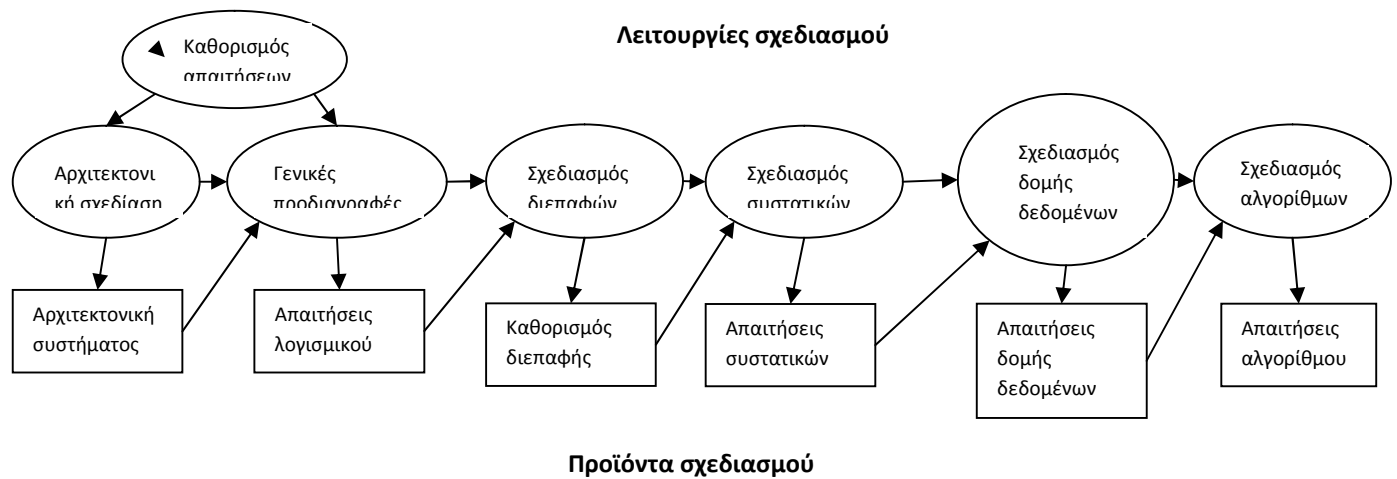 Λειτουργίες σχεδιασμού
Καθορισμός
απαιτήσεων
Αρχιτεκτονι
κή σχεδίαση
Γενικές
προδιαγραφές
Σχεδιασμός
διεπαφών
Σχεδιασμός
συστατικών
Σχεδιασμός
δομής
δεδομένων
Σχεδιασμός
αλγορίθμων
Αρχιτεκτονική
συστήματος
Απαιτήσεις
λογισμικού
Καθορισμός
διεπαφής
Απαιτήσεις
συστατικών
Απαιτήσεις
δομής
δεδομένων
Απαιτήσεις
αλγορίθμου
Προϊόντα σχεδιασμού